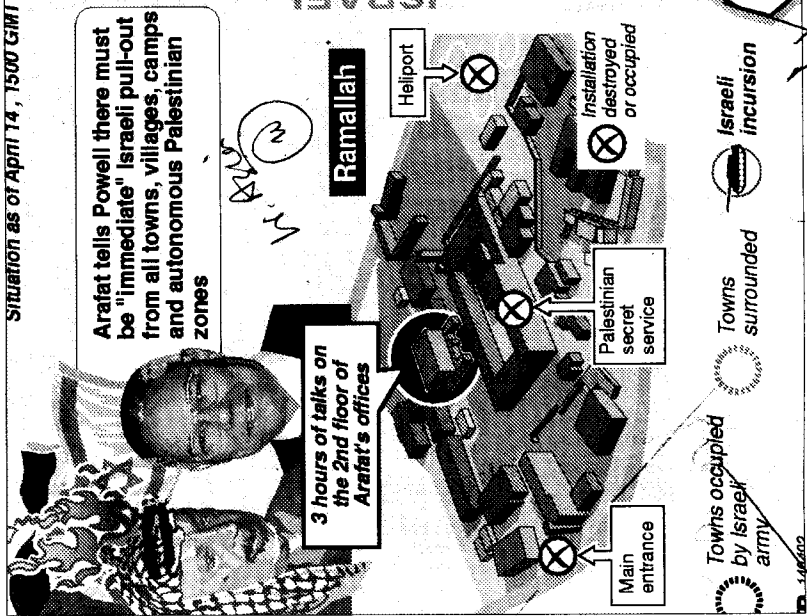 Situation as of April 14, 1500 GMT
Arafat tells Powell there must
be "immediate" Israeli pull-out
from all towns, villages, camps
and autonomous Palestinian
zones
Ramallah
3 hours of talks on
the 2nd floor of
Arafat's offices
Heliport
Installation
destroyed
or occupied
Palestinian
secret
service
Main
entrance
Towns occupied
by Israeli
army
Towns
surrounded
Israeli
incursion
ISRAEL